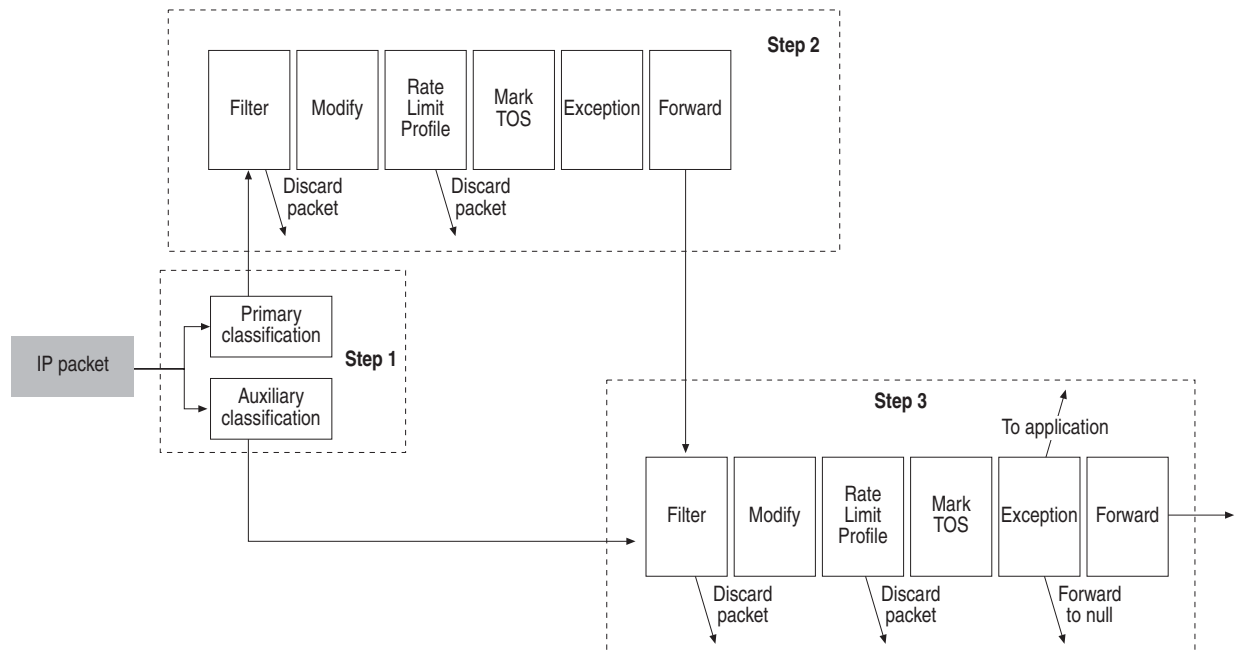 Step 2
Filter
Modify
Rate
Limit
Profile
Mark
TOS
Exception
Forward
Discard
packet
Discard
packet
IP packet
Primary
classification
Step 1
Auxiliary
classification
Step 3
To application
Filter
Modify
Rate
Limit
Profile
Mark
TOS
Exception
Forward
Discard
packet
Discard
packet
Forward
to null